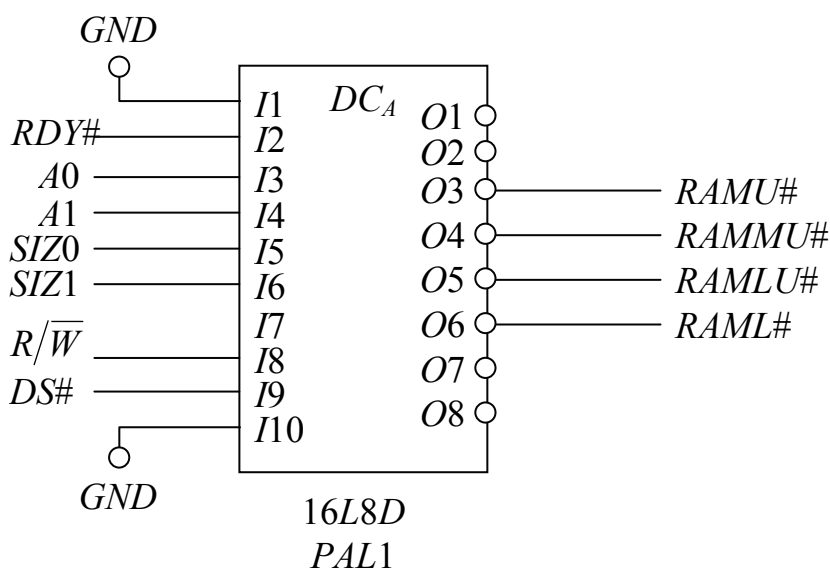 GND
I1 DC_A O1
RDY# I2 O2
A0 I3 O3 RAMU#
A1 I4 O4 RAMMU#
SIZ0 I5 O5 RAMLU#
SIZ1 I6 O6 RAML#
I7
R/W̅ I8 O7
DS# I9 O8
I10
GND
16L8D
PAL1